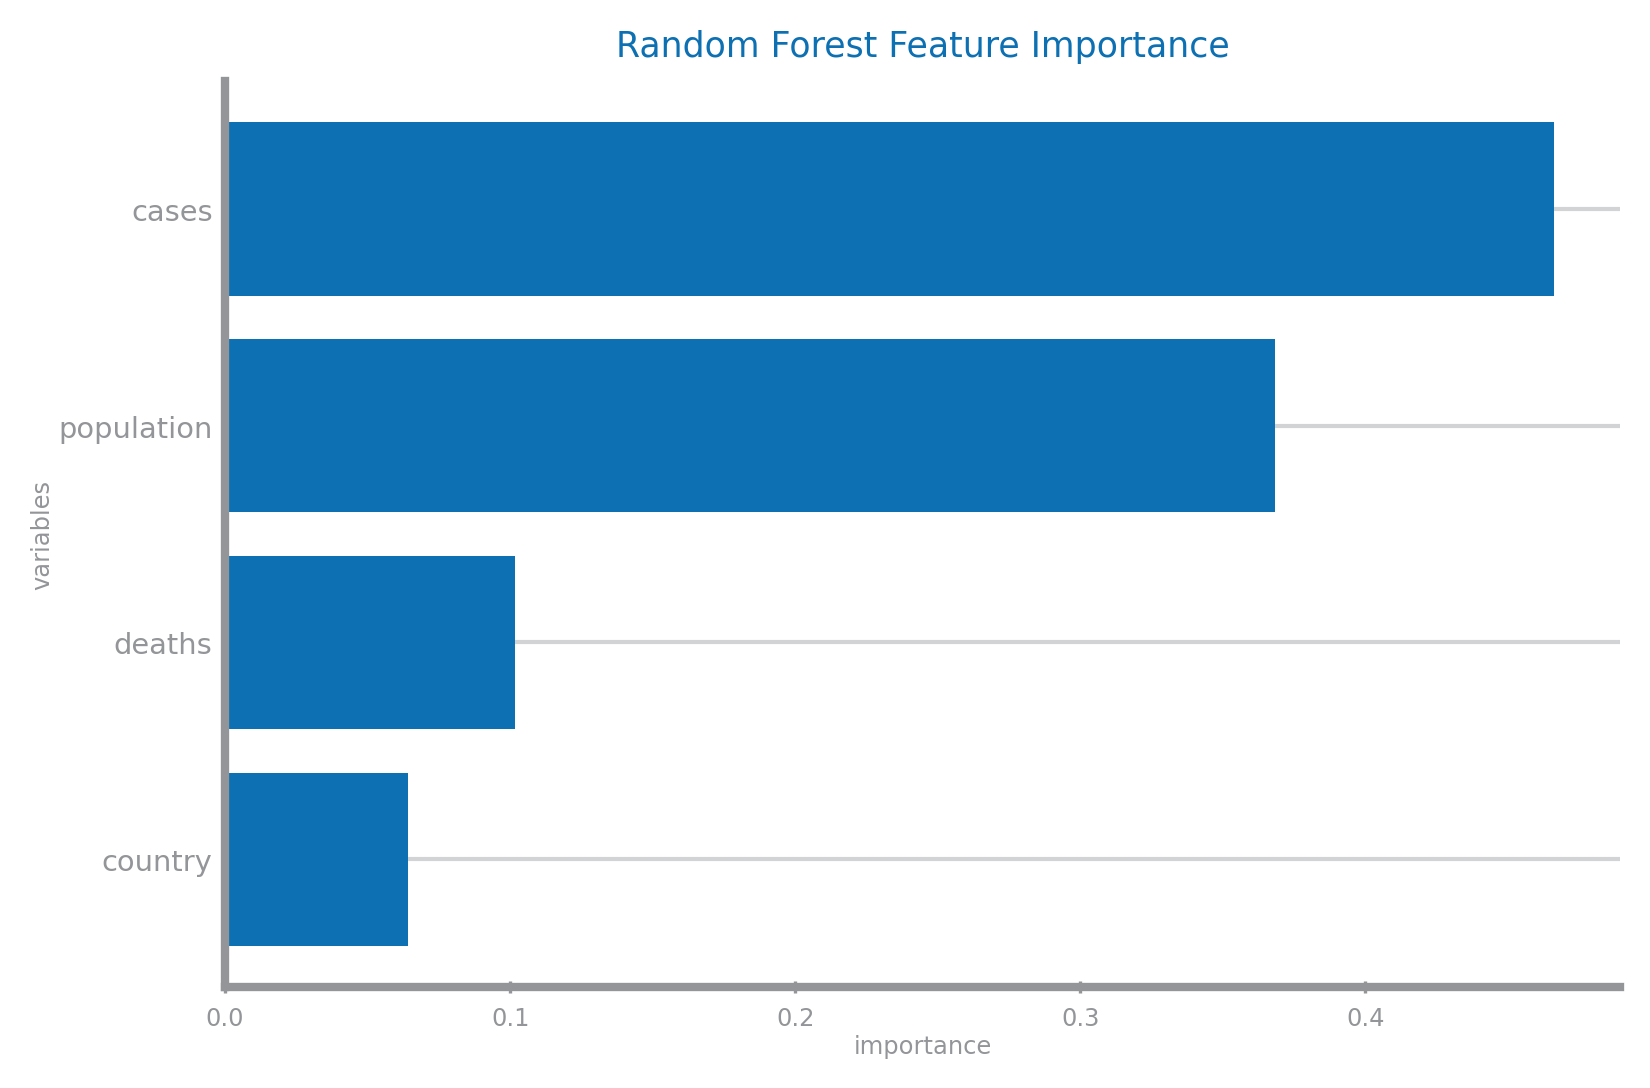 Random Forest Feature Importance
cases
population
deaths
country
variables
0.0 0.1 0.2 0.3 0.4
importance